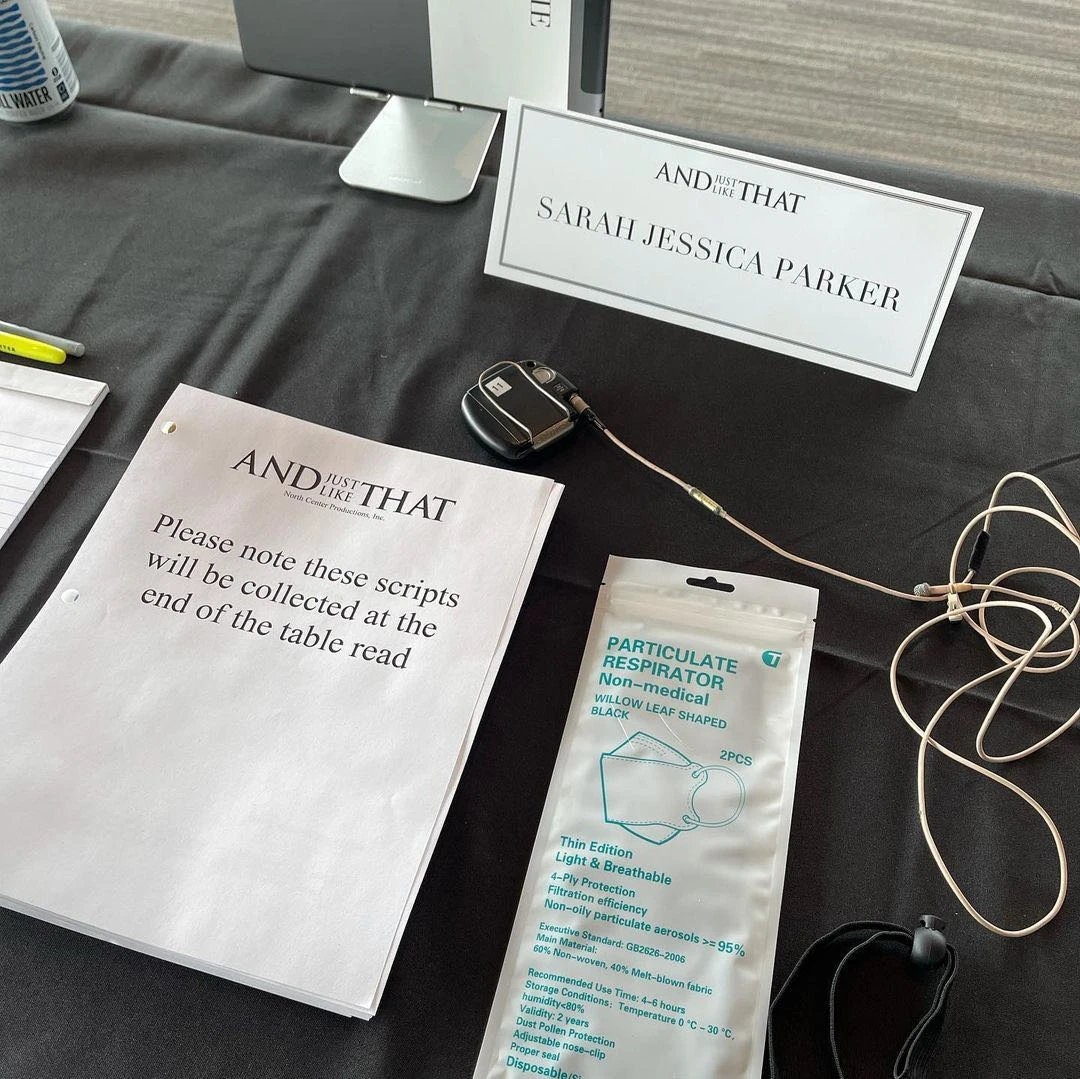 LL WATER
IE
AND JUST LIKE THAT
SARAH JESSICA PARKER
11
AND JUST LIKE THAT
North Center Productions, Inc.
Please note these scripts
will be collected at the
end of the table read
PARTICULATE
RESPIRATOR
Non-medical
WILLOW LEAF SHAPED
BLACK
2PCS
Thin Edition
Light & Breathable
4-Ply Protection
Filtration efficiency
Non-oily particulate aerosols >= 95%
Executive Standard: GB2626-2006
Main Material:
60% Non-woven, 40% Melt-blown fabric
Recommended Use Time: 4-6 hours
Storage Conditions: Temperature 0 °C - 30 °C,
humidity<80%
Validity: 2 years
Dust Pollen Protection
Adjustable nose-clip
Proper seal